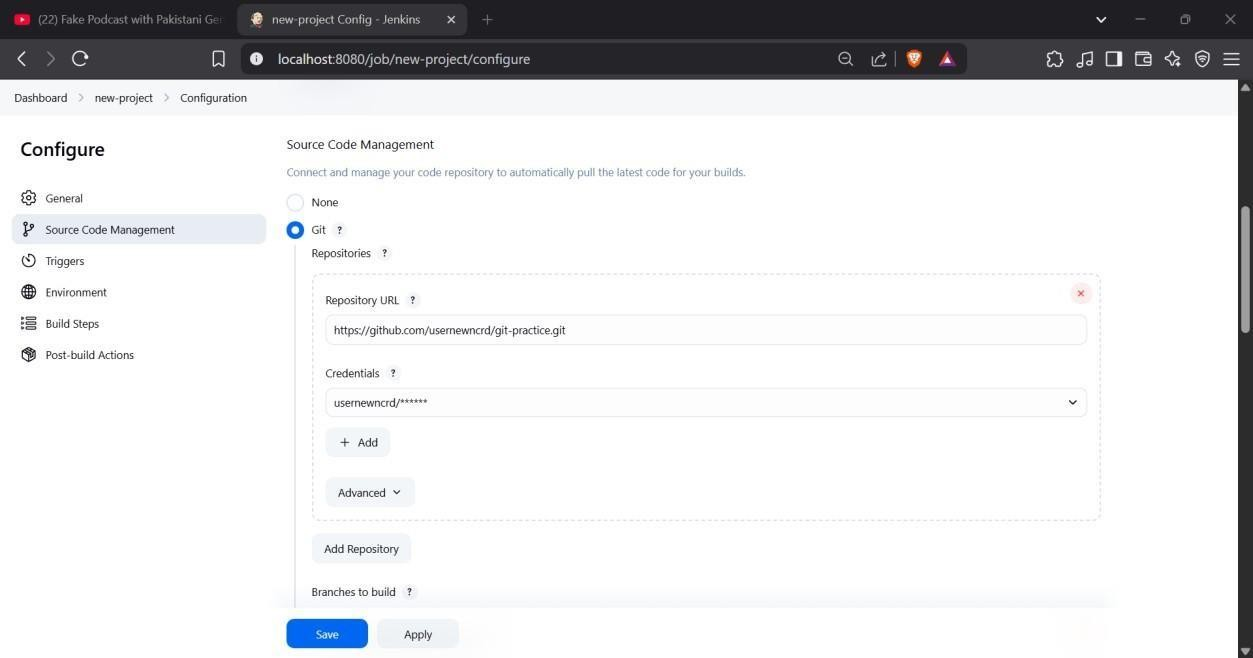 (22) Fake Podcast with Pakistani Ge
new-project Config - Jenkins
localhost:8080/job/new-project/configure
Dashboard > new-project > Configuration
Configure
General
Source Code Management
Triggers
Environment
Build Steps
Post-build Actions
Source Code Management
Connect and manage your code repository to automatically pull the latest code for your builds.
None
Git ?
Repositories ?
Repository URL ?
https://github.com/usernewncrd/git-practice.git
Credentials ?
usernewncrd/******
+ Add
Advanced
Add Repository
Branches to build ?
Save
Apply